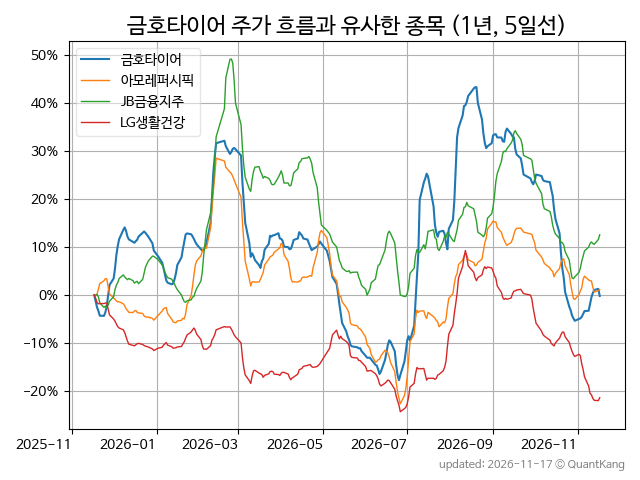 금호타이어 주가 흐름과 유사한 종목 (1년, 5일선)
금호타이어
아모레퍼시픽
JB금융지주
LG생활건강
50%
40%
30%
20%
10%
0%
−10%
−20%
2025-11 2026-01 2026-03 2026-05 2026-07 2026-09 2026-11
updated: 2026-11-17 © QuantKang